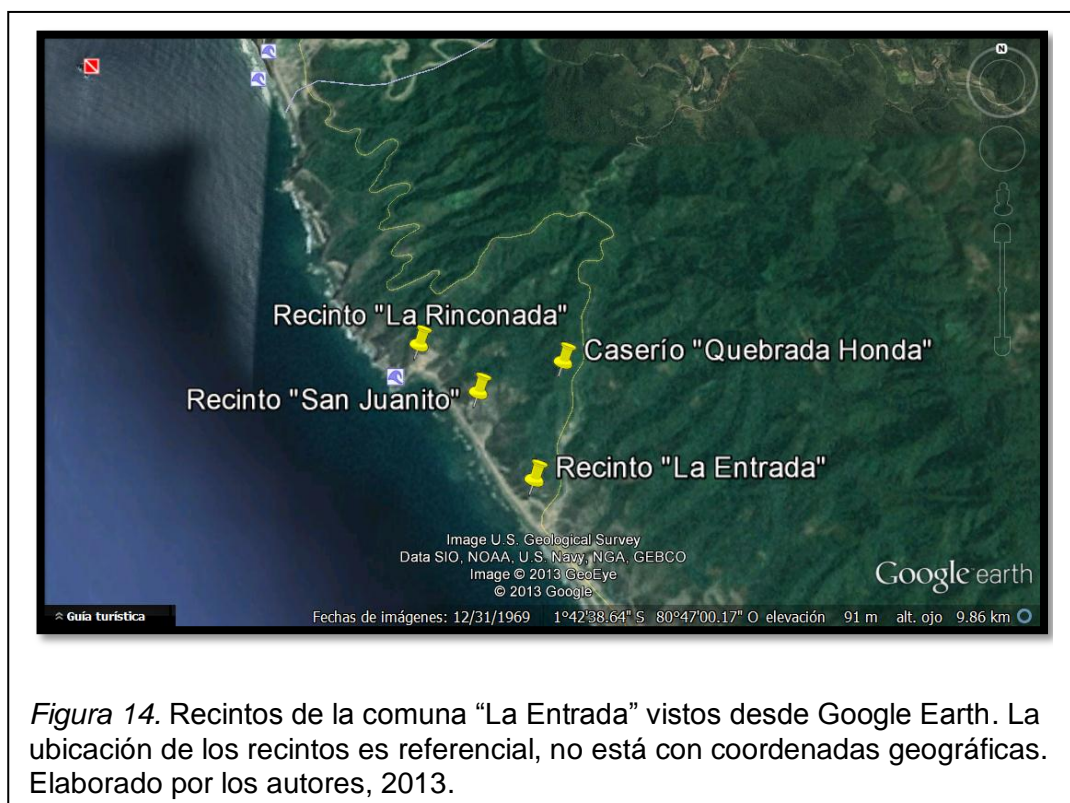 N
Recinto "La Rinconada"
Caserío "Quebrada Honda"
Recinto "San Juanito"
Recinto "La Entrada"
Image U.S. Geological Survey
Data SIO, NOAA, U.S. Navy, NGA, GEBCO
Image © 2013 GeoEye
© 2013 Google
Google earth
Guía turística
Fechas de imágenes: 12/31/1969 1°42'38.64" S 80°47'00.17" O elevación 91 m alt. ojo 9.86 km
Figura 14. Recintos de la comuna “La Entrada” vistos desde Google Earth. La
ubicación de los recintos es referencial, no está con coordenadas geográficas.
Elaborado por los autores, 2013.